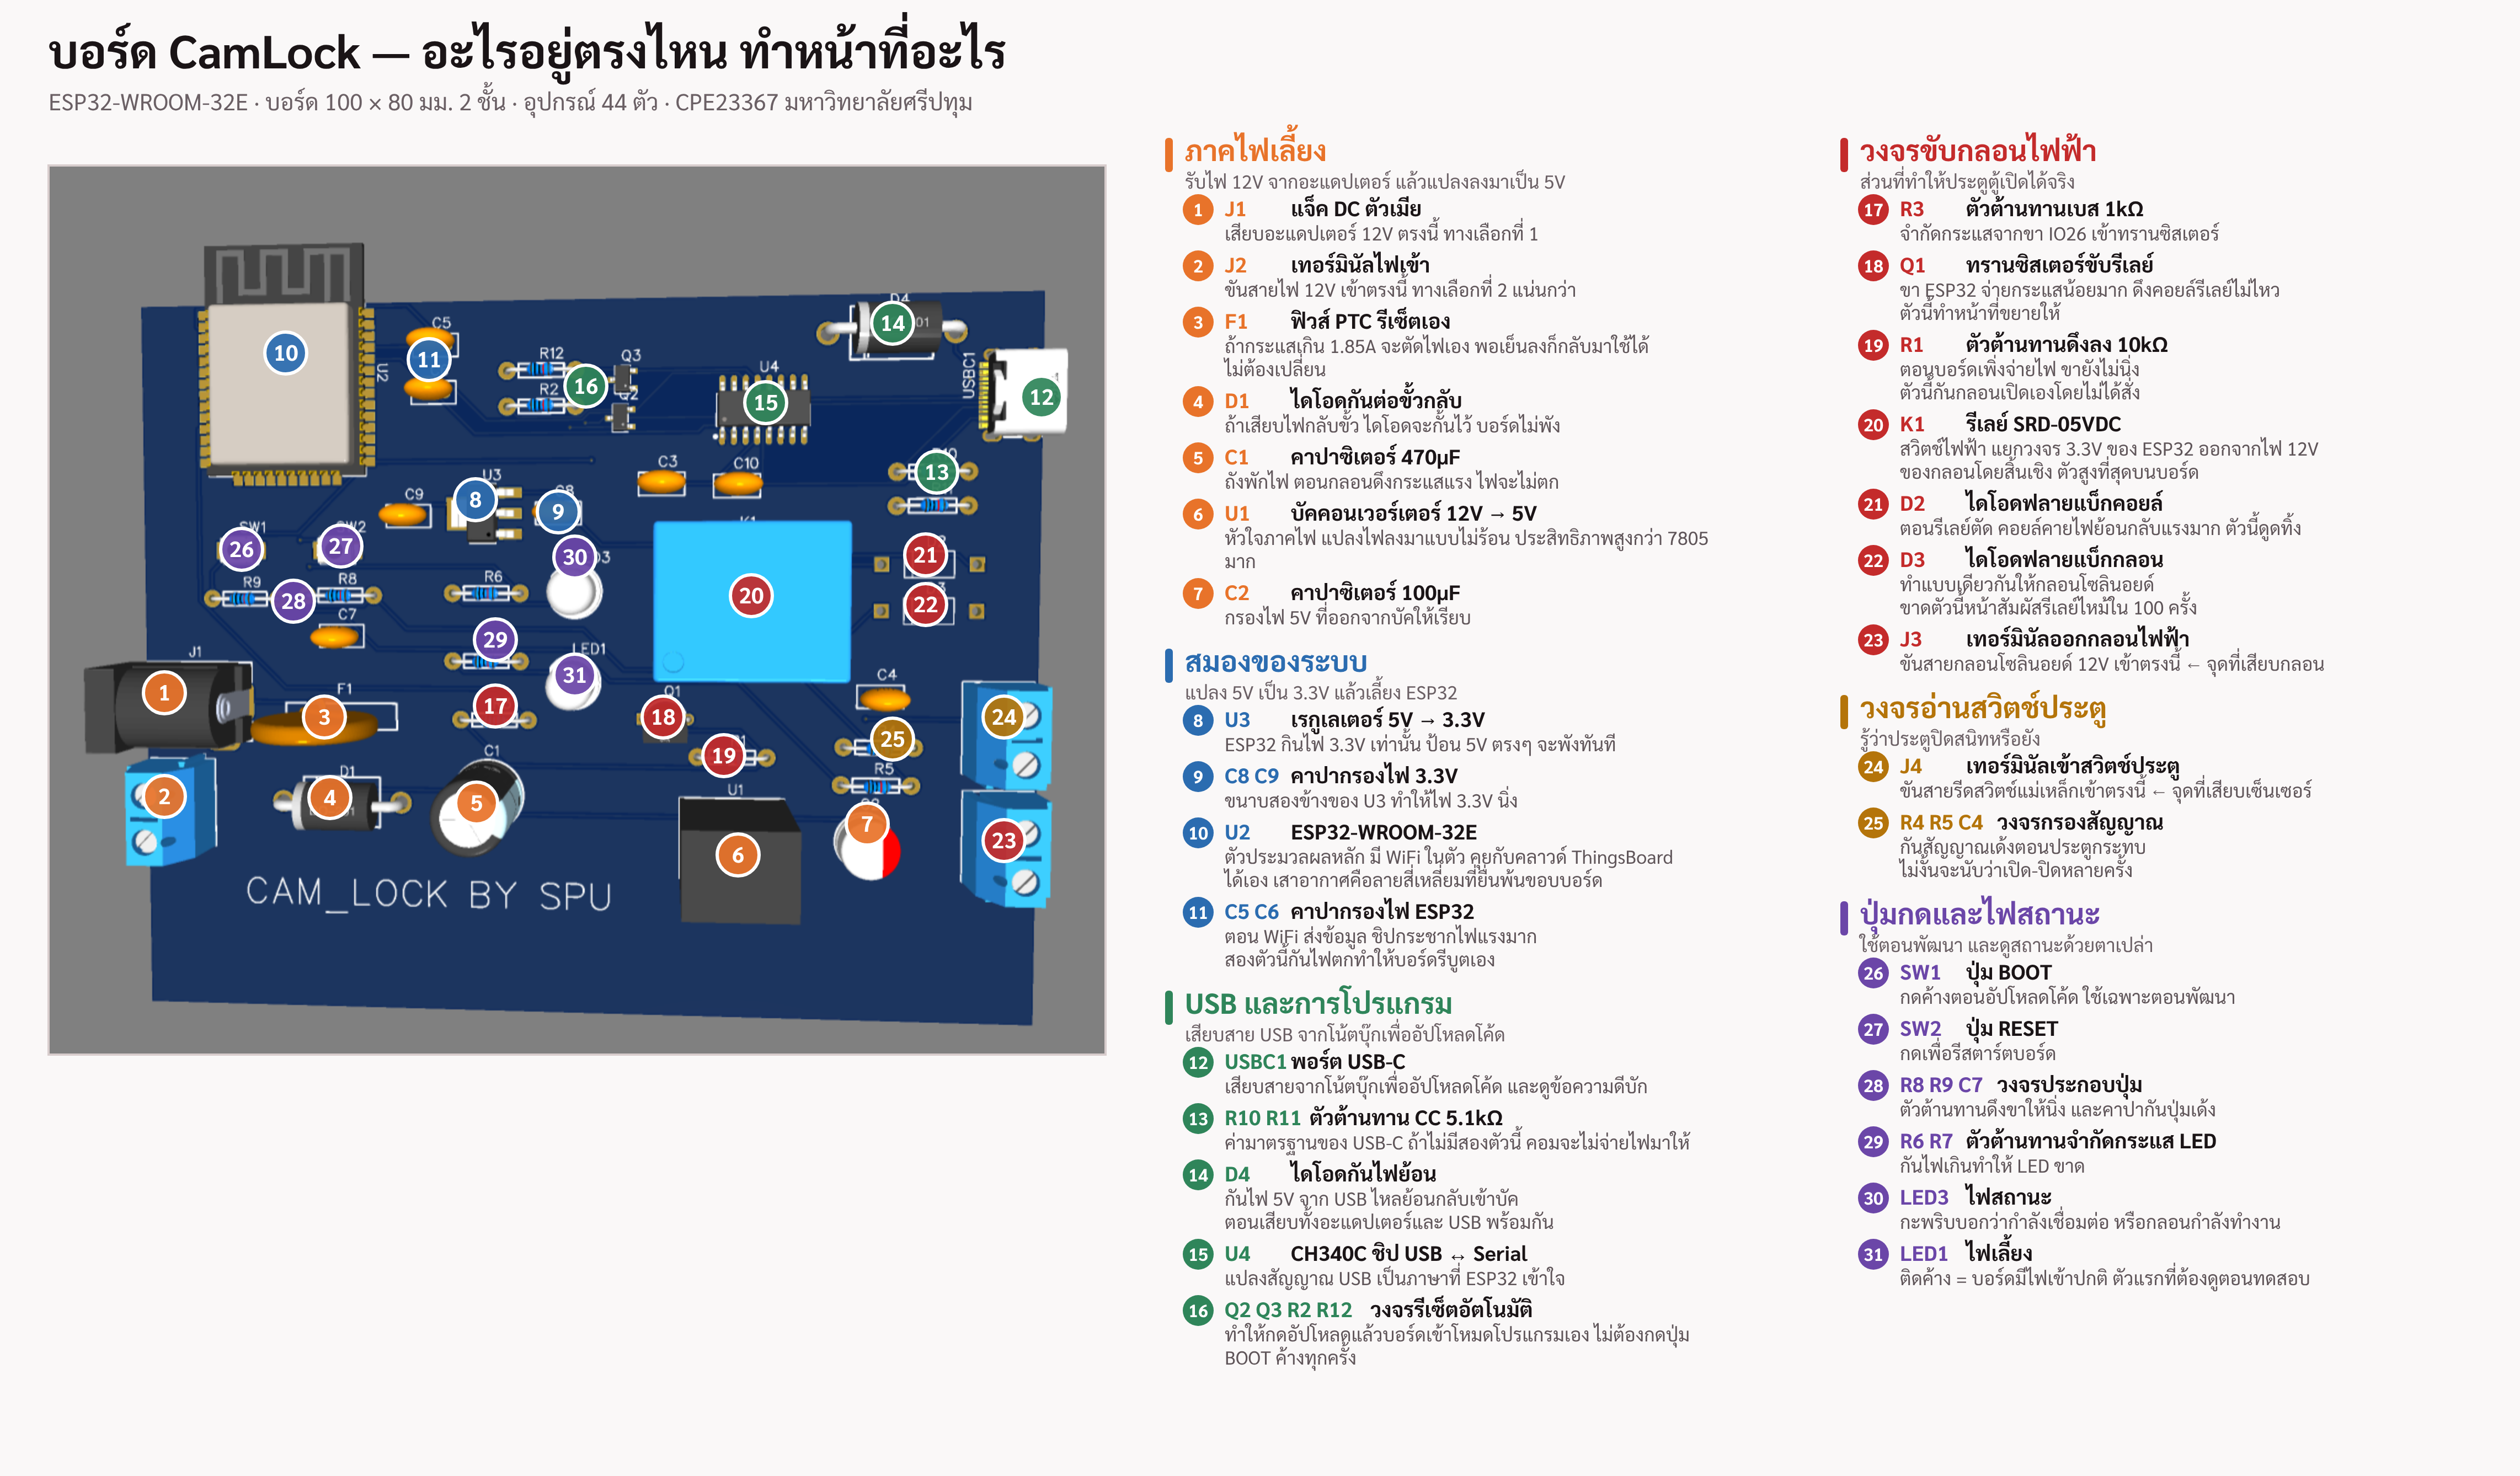 บอร์ด CamLock — อะไรอยู่ตรงไหน ทำหน้าที่อะไร
ESP32-WROOM-32E · บอร์ด 100 × 80 มม. 2 ชั้น · อุปกรณ์ 44 ตัว · CPE23367 มหาวิทยาลัยศรีปทุม
D4
14 01
C5
10
11
U2
R12
Q3
16
R2
U4
15
USBC1
12
C3
C10
13
U3
C9
8
9
SW1
26
27
30
K1
21
R9
28
R8
R6
20
22
C7
29
LED1
31
J1
1
F1
3
17
Q1
18
C4
24
19
25
C1
D1
2
4
5
U1
R5
7
6
23
CAM_LOCK BY SPU
ภาคไฟเลี้ยง
รับไฟ 12V จากอะแดปเตอร์ แล้วแปลงลงมาเป็น 5V
1 J1 แจ็ค DC ตัวเมีย
เสียบอะแดปเตอร์ 12V ตรงนี้ ทางเลือกที่ 1
2 J2 เทอร์มินัลไฟเข้า
ขันสายไฟ 12V เข้าตรงนี้ ทางเลือกที่ 2 แน่นกว่า
3 F1 ฟิวส์ PTC รีเซ็ตเอง
ถ้ากระแสเกิน 1.85A จะตัดไฟเอง พอเย็นลงก็กลับมาใช้ได้
ไม่ต้องเปลี่ยน
4 D1 ไดโอดกันต่อขั้วกลับ
ถ้าเสียบไฟกลับขั้ว ไดโอดจะกั้นไว้ บอร์ดไม่พัง
5 C1 คาปาซิเตอร์ 470µF
ถังพักไฟ ตอนกลอนดึงกระแสแรง ไฟจะไม่ตก
6 U1 บัคคอนเวอร์เตอร์ 12V → 5V
หัวใจภาคไฟ แปลงไฟลงมาแบบไม่ร้อน ประสิทธิภาพสูงกว่า 7805
มาก
7 C2 คาปาซิเตอร์ 100µF
กรองไฟ 5V ที่ออกจากบัคให้เรียบ
สมองของระบบ
แปลง 5V เป็น 3.3V แล้วเลี้ยง ESP32
8 U3 เรกูเลเตอร์ 5V → 3.3V
ESP32 กินไฟ 3.3V เท่านั้น ป้อน 5V ตรงๆ จะพังทันที
9 C8 C9 คาปากรองไฟ 3.3V
ขนาบสองข้างของ U3 ทำให้ไฟ 3.3V นิ่ง
10 U2 ESP32-WROOM-32E
ตัวประมวลผลหลัก มี WiFi ในตัว คุยกับคลาวด์ ThingsBoard
ได้เอง เสาอากาศคือลายสี่เหลี่ยมที่ยื่นพ้นขอบบอร์ด
11 C5 C6 คาปากรองไฟ ESP32
ตอน WiFi ส่งข้อมูล ชิปกระชากไฟแรงมาก
สองตัวนี้กันไฟตกทำให้บอร์ดรีบูตเอง
USB และการโปรแกรม
เสียบสาย USB จากโน้ตบุ๊กเพื่ออัปโหลดโค้ด
12 USBC1 พอร์ต USB-C
เสียบสายจากโน้ตบุ๊กเพื่ออัปโหลดโค้ด และดูข้อความดีบัก
13 R10 R11 ตัวต้านทาน CC 5.1kΩ
ค่ามาตรฐานของ USB-C ถ้าไม่มีสองตัวนี้ คอมจะไม่จ่ายไฟมาให้
14 D4 ไดโอดกันไฟย้อน
กันไฟ 5V จาก USB ไหลย้อนกลับเข้าบัค
ตอนเสียบทั้งอะแดปเตอร์และ USB พร้อมกัน
15 U4 CH340C ชิป USB ↔ Serial
แปลงสัญญาณ USB เป็นภาษาที่ ESP32 เข้าใจ
16 Q2 Q3 R2 R12 วงจรรีเซ็ตอัตโนมัติ
ทำให้กดอัปโหลดแล้วบอร์ดเข้าโหมดโปรแกรมเอง ไม่ต้องกดปุ่ม
BOOT ค้างทุกครั้ง
วงจรขับกลอนไฟฟ้า
ส่วนที่ทำให้ประตูตู้เปิดได้จริง
17 R3 ตัวต้านทานเบส 1kΩ
จำกัดกระแสจากขา IO26 เข้าทรานซิสเตอร์
18 Q1 ทรานซิสเตอร์ขับรีเลย์
ขา ESP32 จ่ายกระแสน้อยมาก ดึงคอยล์รีเลย์ไม่ไหว
ตัวนี้ทำหน้าที่ขยายให้
19 R1 ตัวต้านทานดึงลง 10kΩ
ตอนบอร์ดเพิ่งจ่ายไฟ ขายังไม่นิ่ง
ตัวนี้กันกลอนเปิดเองโดยไม่ได้สั่ง
20 K1 รีเลย์ SRD-05VDC
สวิตช์ไฟฟ้า แยกวงจร 3.3V ของ ESP32 ออกจากไฟ 12V
ของกลอนโดยสิ้นเชิง ตัวสูงที่สุดบนบอร์ด
21 D2 ไดโอดฟลายแบ็กคอยล์
ตอนรีเลย์ตัด คอยล์คายไฟย้อนกลับแรงมาก ตัวนี้ดูดทิ้ง
22 D3 ไดโอดฟลายแบ็กกลอน
ทำแบบเดียวกันให้กลอนโซลินอยด์
ขาดตัวนี้หน้าสัมผัสรีเลย์ไหม้ใน 100 ครั้ง
23 J3 เทอร์มินัลออกกลอนไฟฟ้า
ขันสายกลอนโซลินอยด์ 12V เข้าตรงนี้ ← จุดที่เสียบกลอน
วงจรอ่านสวิตช์ประตู
รู้ว่าประตูปิดสนิทหรือยัง
24 J4 เทอร์มินัลเข้าสวิตช์ประตู
ขันสายรีดสวิตช์แม่เหล็กเข้าตรงนี้ ← จุดที่เสียบเซ็นเซอร์
25 R4 R5 C4 วงจรกรองสัญญาณ
กันสัญญาณเด้งตอนประตูกระทบ
ไม่งั้นจะนับว่าเปิด-ปิดหลายครั้ง
ปุ่มกดและไฟสถานะ
ใช้ตอนพัฒนา และดูสถานะด้วยตาเปล่า
26 SW1 ปุ่ม BOOT
กดค้างตอนอัปโหลดโค้ด ใช้เฉพาะตอนพัฒนา
27 SW2 ปุ่ม RESET
กดเพื่อรีสตาร์ตบอร์ด
28 R8 R9 C7 วงจรประกอบปุ่ม
ตัวต้านทานดึงขาให้นิ่ง และคาปากันปุ่มเด้ง
29 R6 R7 ตัวต้านทานจำกัดกระแส LED
กันไฟเกินทำให้ LED ขาด
30 LED3 ไฟสถานะ
กะพริบบอกว่ากำลังเชื่อมต่อ หรือกลอนกำลังทำงาน
31 LED1 ไฟเลี้ยง
ติดค้าง = บอร์ดมีไฟเข้าปกติ ตัวแรกที่ต้องดูตอนทดสอบ